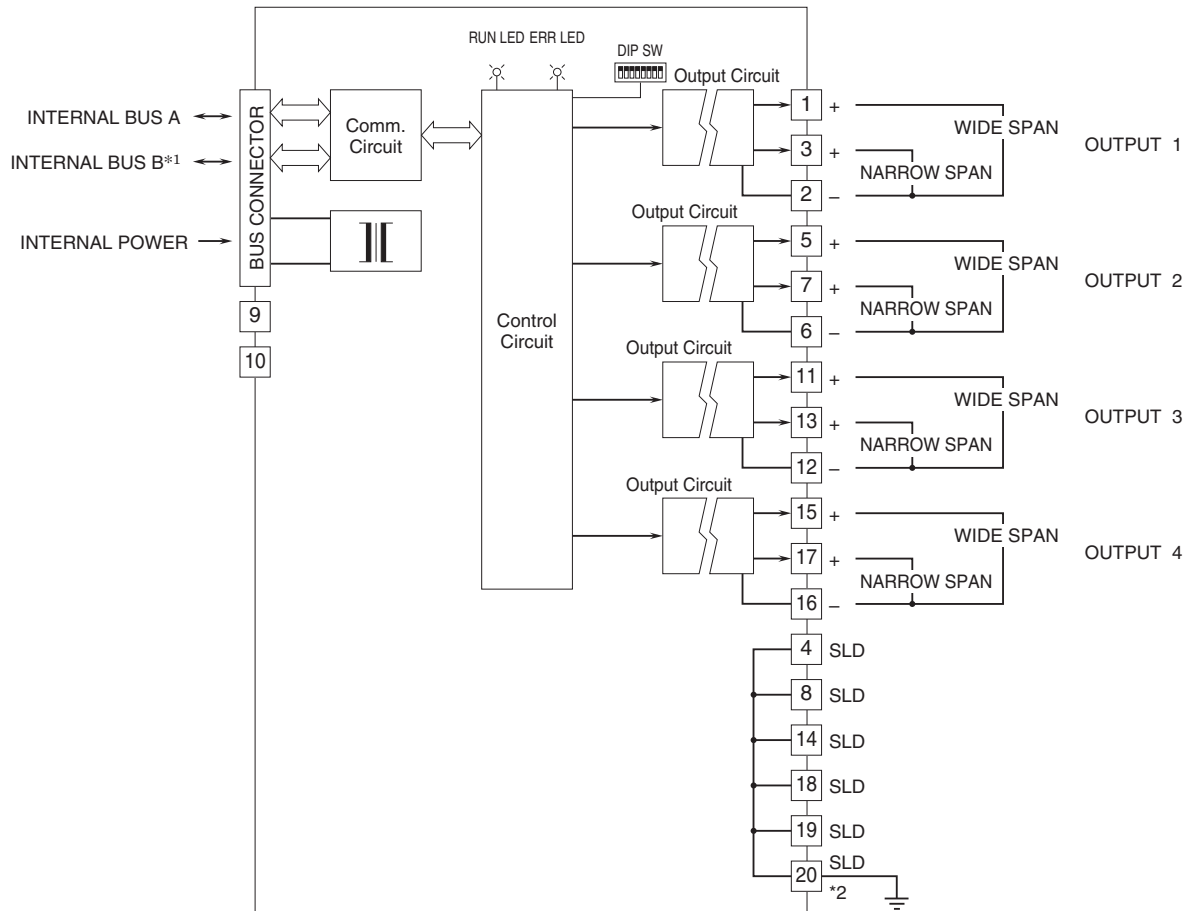 RUN LED ERR LED
DIP SW
Output Circuit
INTERNAL BUS A
INTERNAL BUS B*1
INTERNAL POWER
BUS CONNECTOR
Comm.
Circuit
Control
Circuit
9
10
1 +
WIDE SPAN
3 +
NARROW SPAN
2 –
OUTPUT 1
Output Circuit
5 +
WIDE SPAN
7 +
NARROW SPAN
6 –
OUTPUT 2
Output Circuit
11 +
WIDE SPAN
13 +
NARROW SPAN
12 –
OUTPUT 3
Output Circuit
15 +
WIDE SPAN
17 +
NARROW SPAN
16 –
OUTPUT 4
4 SLD
8 SLD
14 SLD
18 SLD
19 SLD
20 SLD
*2